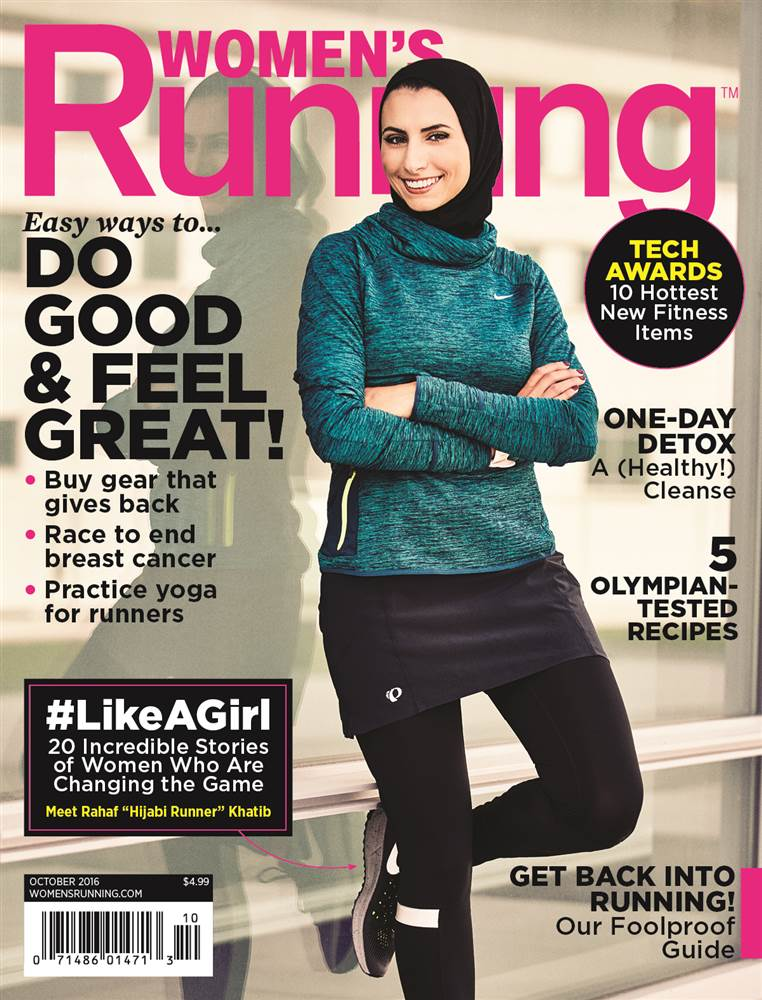 WOMEN'S
Running™
Easy ways to...
DO
GOOD
& FEEL
GREAT!
• Buy gear that
gives back
• Race to end
breast cancer
• Practice yoga
for runners
TECH
AWARDS
10 Hottest
New Fitness
Items
ONE-DAY
DETOX
A (Healthy!)
Cleanse
5
OLYMPIAN-
TESTED
RECIPES
#LikeAGirl
20 Incredible Stories
of Women Who Are
Changing the Game
Meet Rahaf “Hijabi Runner” Khatib
GET BACK INTO
RUNNING!
Our Foolproof
Guide
OCTOBER 2016 $4.99
WOMENSRUNNING.COM
10
0 71486 01471 3